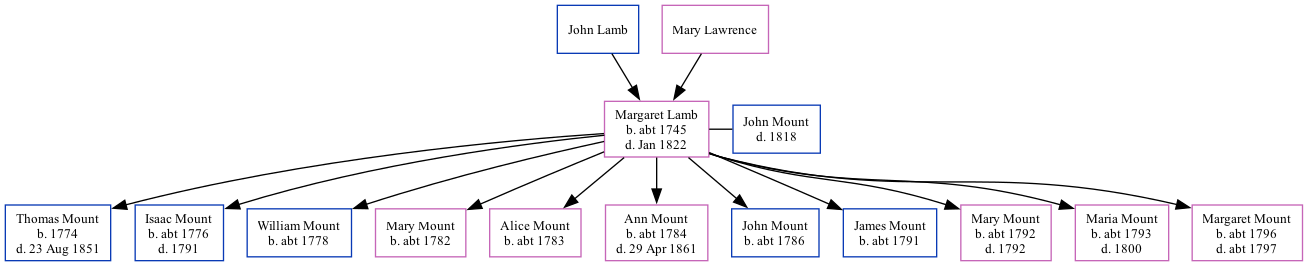 John Lamb
Mary Lawrence
Margaret Lamb
b. abt 1745
d. Jan 1822
John Mount
d. 1818
Thomas Mount
b. 1774
d. 23 Aug 1851
Isaac Mount
b. abt 1776
d. 1791
William Mount
b. abt 1778
Mary Mount
b. abt 1782
Alice Mount
b. abt 1783
Ann Mount
b. abt 1784
d. 29 Apr 1861
John Mount
b. abt 1786
James Mount
b. abt 1791
Mary Mount
b. abt 1792
d. 1792
Maria Mount
b. abt 1793
d. 1800
Margaret Mount
b. abt 1796
d. abt 1797